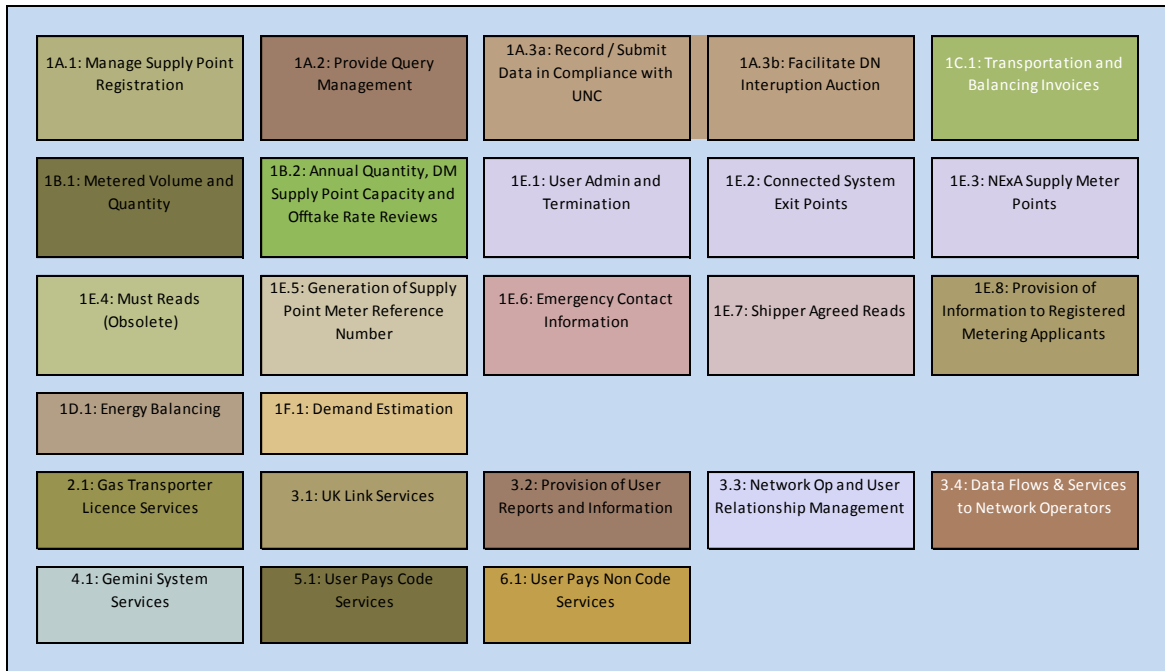 1A.1: Manage Supply Point
Registration
1A.2: Provide Query
Management
1A.3a: Record / Submit
Data in Compliance with
UNC
1A.3b: Facilitate DN
Interuption Auction
1C.1: Transportation and
Balancing Invoices
1B.1: Metered Volume and
Quantity
1B.2: Annual Quantity, DM
Supply Point Capacity and
Offtake Rate Reviews
1E.1: User Admin and
Termination
1E.2: Connected System
Exit Points
1E.3: NExA Supply Meter
Points
1E.4: Must Reads
(Obsolete)
1E.5: Generation of Supply
Point Meter Reference
Number
1E.6: Emergency Contact
Information
1E.7: Shipper Agreed Reads
1E.8: Provision of
Information to Registered
Metering Applicants
1D.1: Energy Balancing
1F.1: Demand Estimation
2.1: Gas Transporter
Licence Services
3.1: UK Link Services
3.2: Provision of User
Reports and Information
3.3: Network Op and User
Relationship Management
3.4: Data Flows & Services
to Network Operators
4.1: Gemini System
Services
5.1: User Pays Code
Services
6.1: User Pays Non Code
Services